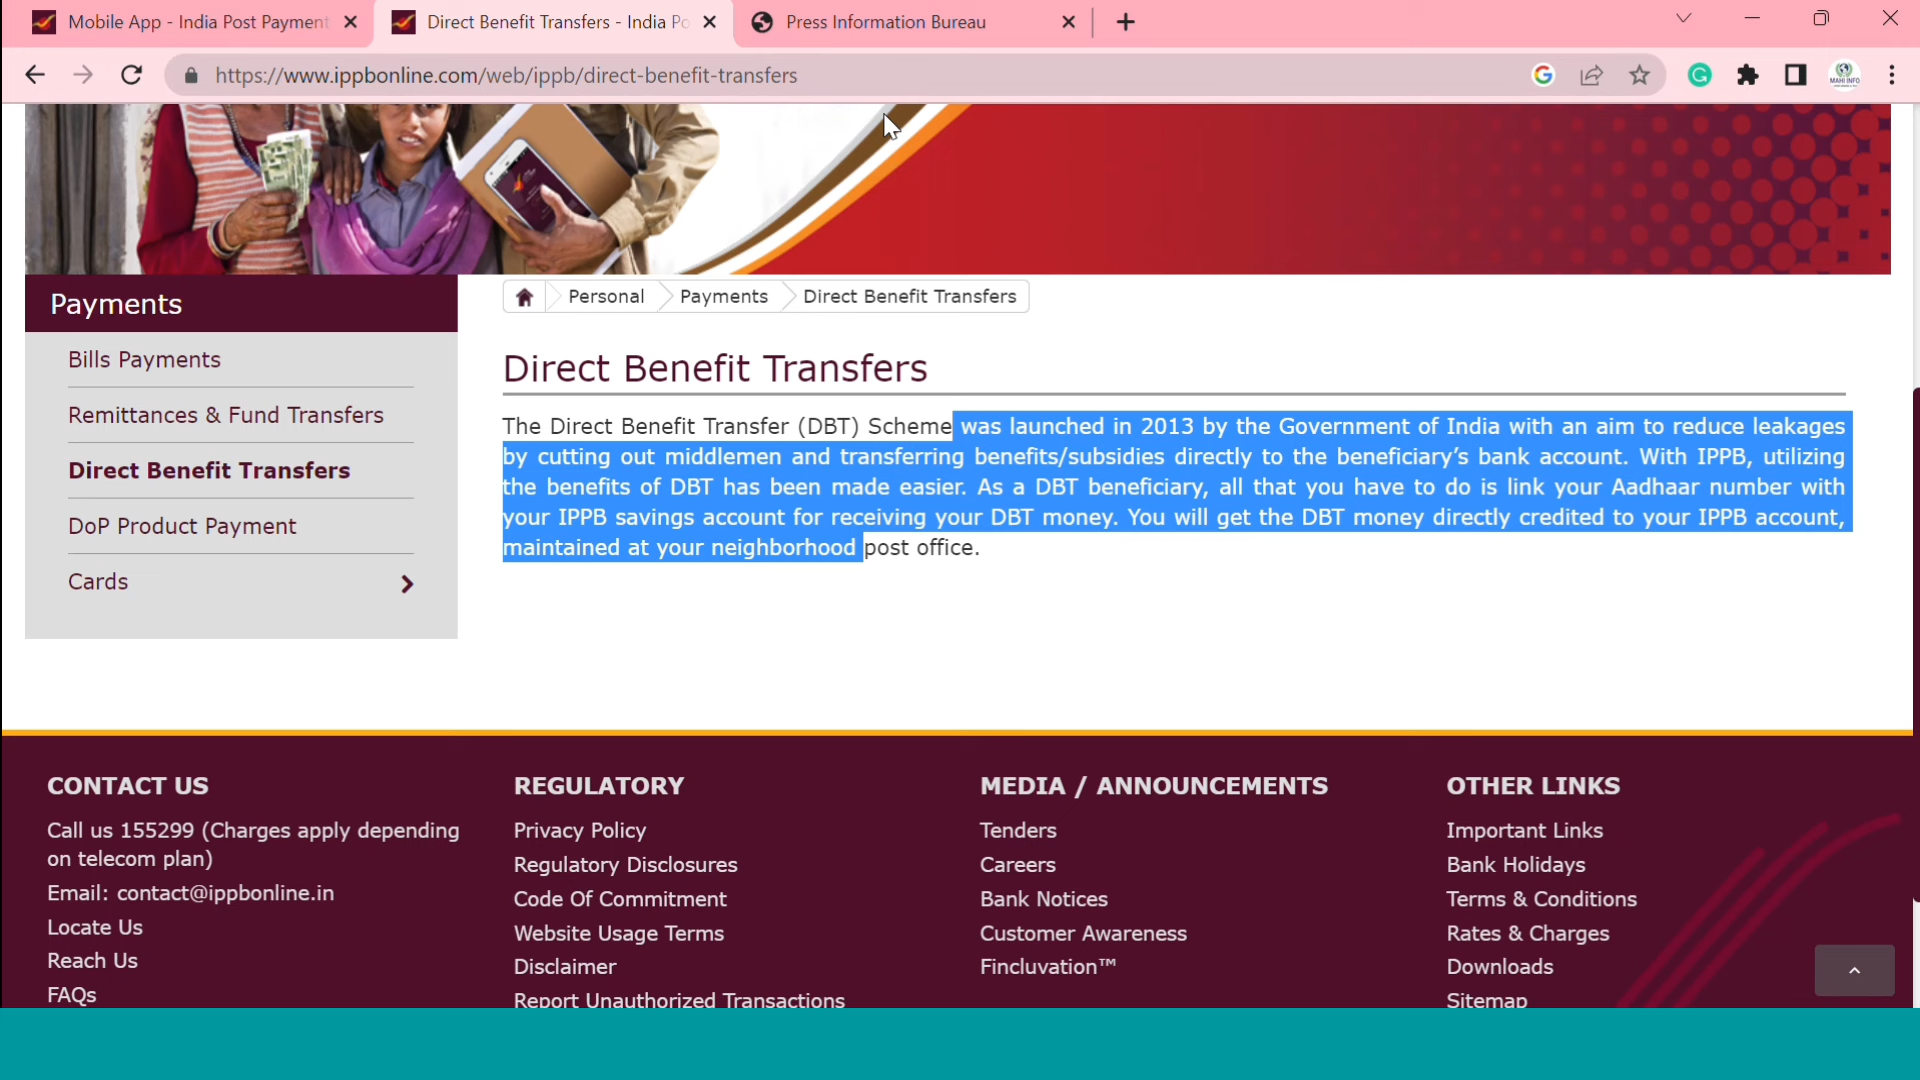 Mobile App - India Post Payment
Direct Benefit Transfers - India Po
Press Information Bureau
https://www.ippbonline.com/web/ippb/direct-benefit-transfers
MAHI INFO
Payments
Bills Payments
Remittances & Fund Transfers
Direct Benefit Transfers
DoP Product Payment
Cards
Personal
Payments
Direct Benefit Transfers
Direct Benefit Transfers
The Direct Benefit Transfer (DBT) Scheme was launched in 2013 by the Government of India with an aim to reduce leakages
by cutting out middlemen and transferring benefits/subsidies directly to the beneficiary’s bank account. With IPPB, utilizing
the benefits of DBT has been made easier. As a DBT beneficiary, all that you have to do is link your Aadhaar number with
your IPPB savings account for receiving your DBT money. You will get the DBT money directly credited to your IPPB account,
maintained at your neighborhood post office.
CONTACT US
Call us 155299 (Charges apply depending
on telecom plan)
Email: contact@ippbonline.in
Locate Us
Reach Us
FAQs
REGULATORY
Privacy Policy
Regulatory Disclosures
Code Of Commitment
Website Usage Terms
Disclaimer
Report Unauthorized Transactions
MEDIA / ANNOUNCEMENTS
Tenders
Careers
Bank Notices
Customer Awareness
Fincluvation™
OTHER LINKS
Important Links
Bank Holidays
Terms & Conditions
Rates & Charges
Downloads
Sitemap